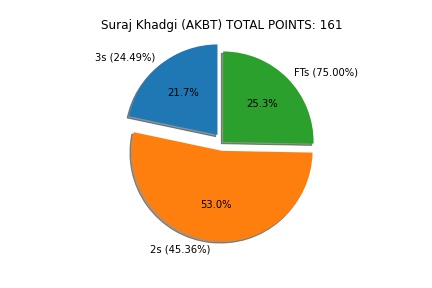 Suraj Khadgi (AKBT) TOTAL POINTS: 161
3s (24.49%)
FTs (75.00%)
21.7%
25.3%
53.0%
2s (45.36%)